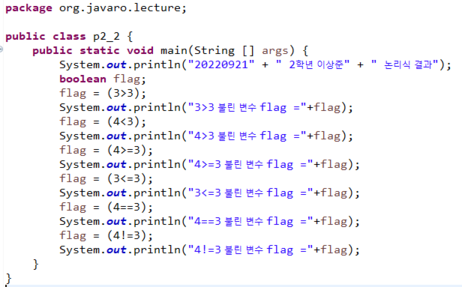 package org.javaro.lecture;
public class p2_2 {
public static void main(String [] args) {
System.out.println("20220921" + " 2학년 이상준" + " 논리식 결과");
boolean flag;
flag = (3>3);
System.out.println("3>3 불린 변수 flag ="+flag);
flag = (4<3);
System.out.println("4>3 불린 변수 flag ="+flag);
flag = (4>=3);
System.out.println("4>=3 불린 변수 flag ="+flag);
flag = (3<=3);
System.out.println("3<=3 불린 변수 flag ="+flag);
flag = (4==3);
System.out.println("4==3 불린 변수 flag ="+flag);
flag = (4!=3);
System.out.println("4!=3 불린 변수 flag ="+flag);
}
}